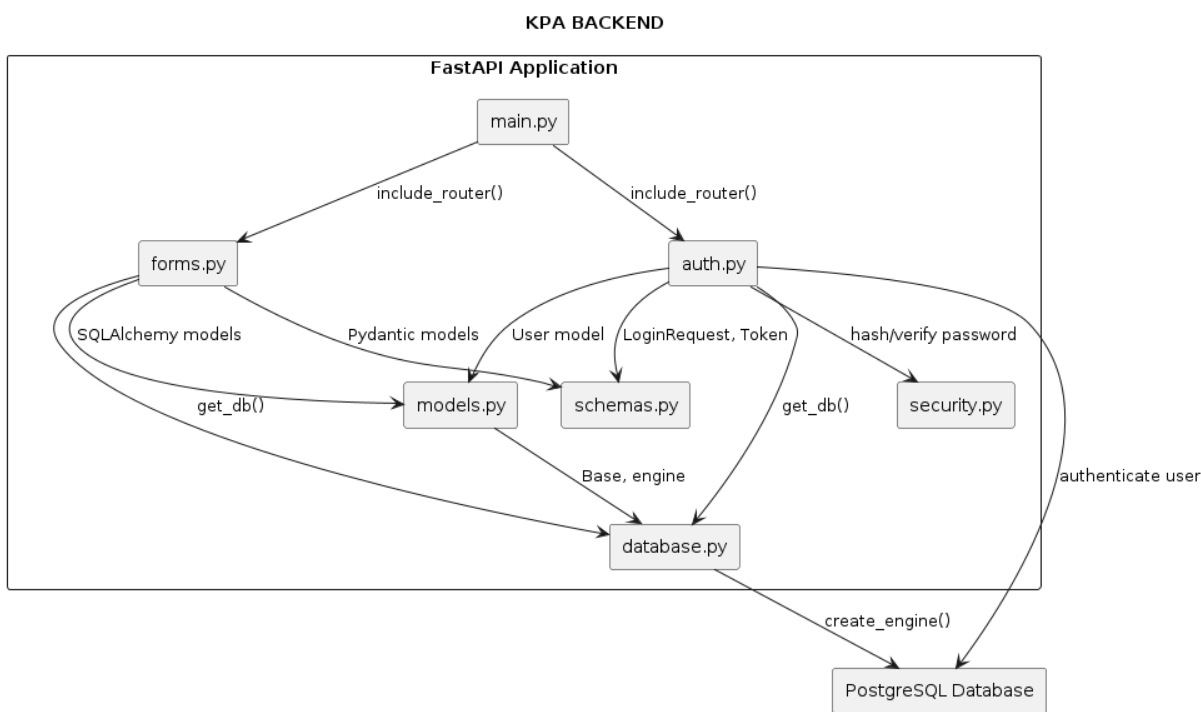 KPA BACKEND
FastAPI Application
main.py
include_router()
include_router()
forms.py
auth.py
SQLAlchemy models
Pydantic models
User model
LoginRequest, Token
hash/verify password
get_db()
models.py
schemas.py
get_db()
security.py
Base, engine
authenticate user
database.py
create_engine()
PostgreSQL Database